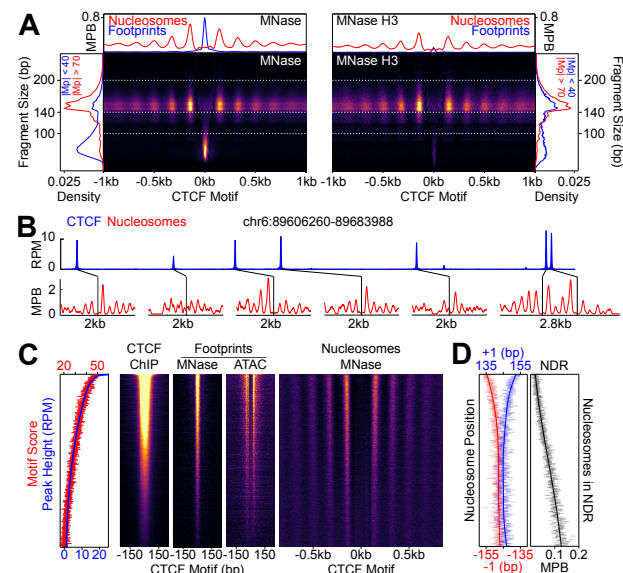 A
MPB
0.8
Nucleosomes
Footprints
MNase
MNase H3
Nucleosomes
Footprints
0.8
MPB
|Mp| < 40
|Mp| > 70
MNase
MNase H3
|Mp| < 40
|Mp| > 70
Fragment Size (bp)
200
140
100
200
140
100
Fragment Size (bp)
0.025
Density
-1kb -0.5kb 0kb 0.5kb 1kb
CTCF Motif
-1kb -0.5kb 0kb 0.5kb 1kb
CTCF Motif
0.025
Density
B
CTCF Nucleosomes
chr6:89606260-89683988
RPM
10
0
MPB
2
0
2kb 2kb 2kb 2kb 2kb 2.8kb
C
20 50
Motif Score
Peak Height (RPM)
0 20
CTCF
ChIP
Footprints
MNase ATAC
Nucleosomes
MNase
-150 150 -150 150 -150 150
CTCF Motif (bp)
-0.5kb 0kb 0.5kb
CTCF Motif
D
+1 (bp)
135 155
NDR
Nucleosome Position
Nucleosomes in NDR
-155 -135
-1 (bp)
0.1 0.2
MPB